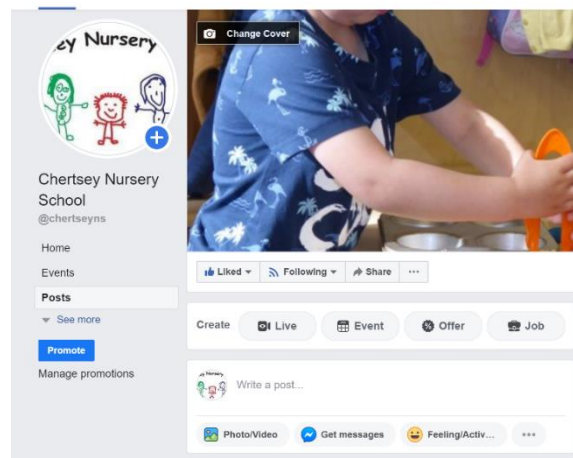 ey Nursery
Change Cover
Chertsey Nursery
School
@chertseyns
Home
Events
Posts
See more
Promote
Manage promotions
Liked
Following
Share
Create
Live
Event
Offer
Job
Write a post...
Photo/Video
Get messages
Feeling/Activ...